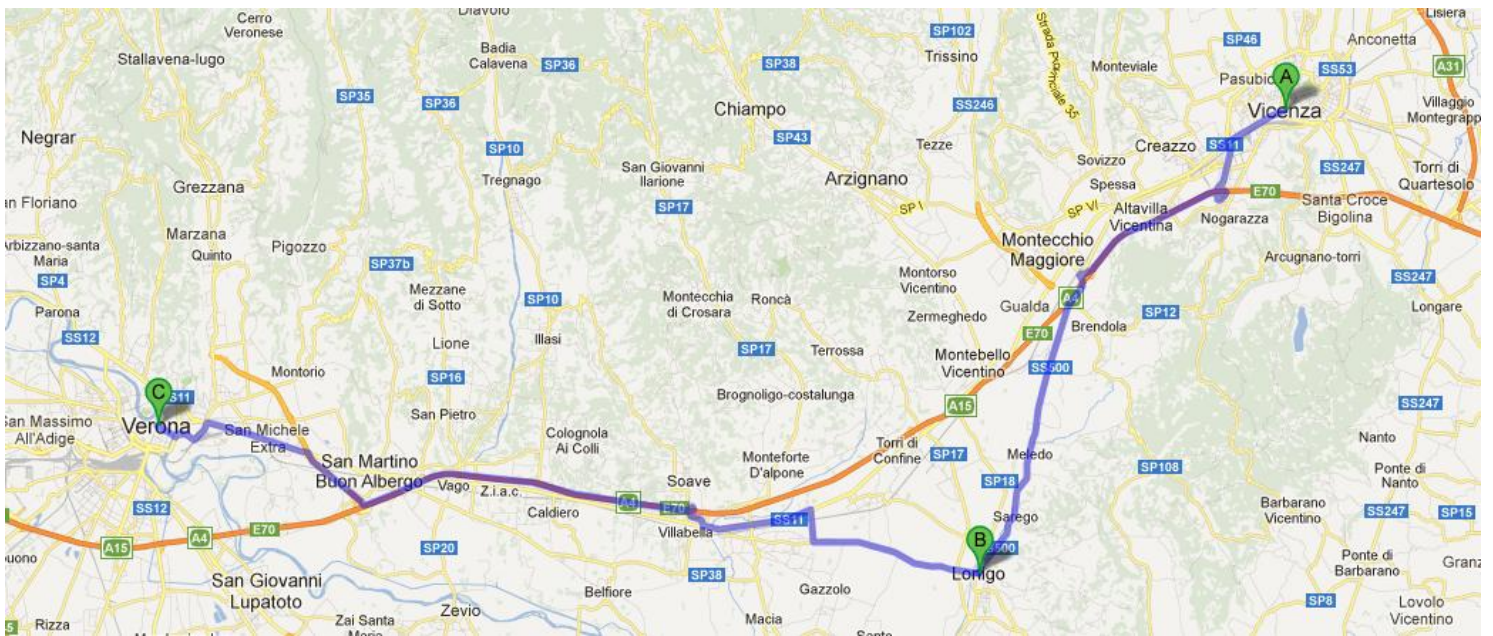 Cerro
Veronese
Diavolo
SP102
SP46
Lisiera
Anconetta
Stallavena-lugo
Badia
Calavena
SP36
SP38
Trissino
Strada Provinciale 35
Monteviale
Pasubio
SS53
A31
A
SP35
SP36
Chiampo
SS246
Vicenza
Villaggio
Montegrapp
Negrar
SP10
SP43
Tezze
Creazzo
SS11
SS247
Tregnago
San Giovanni
Ilarione
Arzignano
Sovizzo
Torri di
Quartesolo
Grezzana
SP17
SP I
SP VI
Spessa
E70
Santa Croce
Bigolina
an Floriano
Marzana
Altavilla
Vicentina
Nogarazza
Arbizzano-santa
Maria
Quinto
Pigozzo
SP37b
Montecchio
Maggiore
Arcugnano-torri
SP4
Mezzane
di Sotto
SP10
Montecchia
di Crosara
Roncà
Montorso
Vicentino
A4
SS247
Parona
Zermeghedo
Gualda
SP12
Longare
SS12
Lione
Illasi
SP17
Terrossa
E70
Brendola
Montorio
SP16
Montebello
Vicentino
SS500
C
SS11
Brognoligo-costalunga
A15
SS247
San Massimo
All'Adige
Verona
San Pietro
San Michele
Extra
Colognola
Ai Colli
Torri di
Confine
SP17
Meledo
Nanto
San Martino
Buon Albergo
Vago
Z.i.a.c.
Soave
Monteforte
D'alpone
SP18
SP108
Ponte di
Nanto
SS12
Caldiero
A4
E70
Villabella
SS11
Sarego
Barbarano
Vicentino
SS247
SP15
A15
A4
E70
SP20
B
S500
Lonigo
Ponte di
Barbarano
Granz
buono
San Giovanni
Lupatoto
SP38
Gazzolo
Belfiore
SP8
Lovolo
Vicentino
Rizza
Zai Santa
Maria
Zevio
Macia